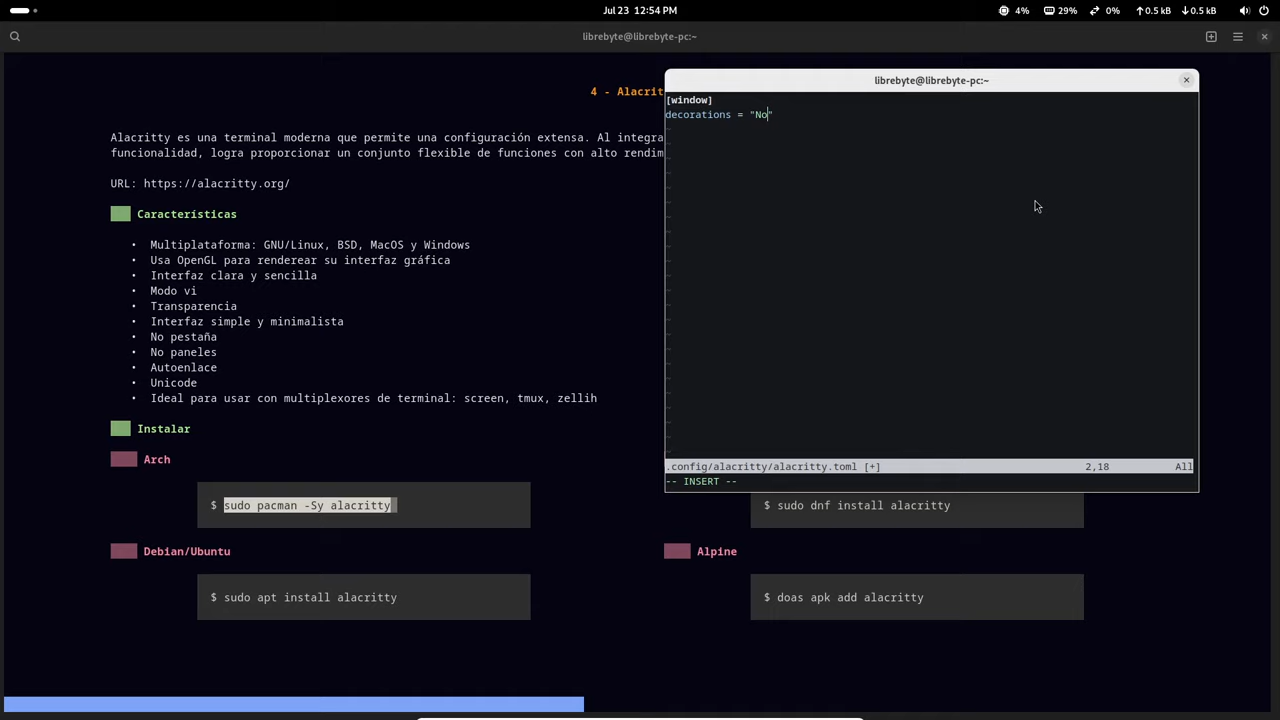 Jul 23 12:54 PM
4%
29%
0%
0.5 kB
0.5 kB
librebyte@librebyte-pc:~
librebyte@librebyte-pc:~
4 - Alacrit
Alacritty es una terminal moderna que permite una configuración extensa. Al integra
funcionalidad, logra proporcionar un conjunto flexible de funciones con alto rendim
URL: https://alacritty.org/
Características
• Multiplataforma: GNU/Linux, BSD, MacOS y Windows
• Usa OpenGL para renderear su interfaz gráfica
• Interfaz clara y sencilla
• Modo vi
• Transparencia
• Interfaz simple y minimalista
• No pestaña
• No paneles
• Autoenlace
• Unicode
• Ideal para usar con multiplexores de terminal: screen, tmux, zellih
[window]
decorations = "No"
.config/alacritty/alacritty.toml [+] 2,18 All
-- INSERT --
Instalar
Arch
$ sudo pacman -Sy alacritty
$ sudo dnf install alacritty
Debian/Ubuntu
Alpine
$ sudo apt install alacritty
$ doas apk add alacritty